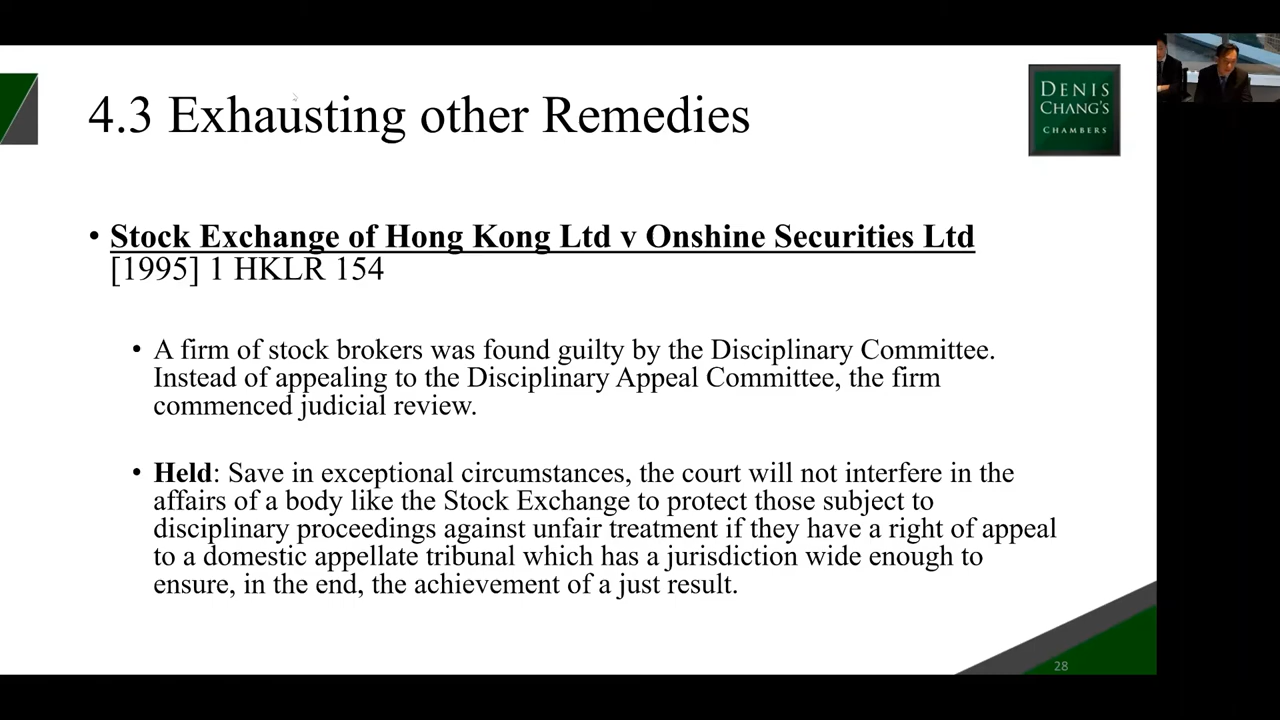 4.3 Exhausting other Remedies
DENIS
CHANG'S
CHAMBERS
• Stock Exchange of Hong Kong Ltd v Onshine Securities Ltd
[1995] 1 HKLR 154
• A firm of stock brokers was found guilty by the Disciplinary Committee.
Instead of appealing to the Disciplinary Appeal Committee, the firm
commenced judicial review.
• Held: Save in exceptional circumstances, the court will not interfere in the
affairs of a body like the Stock Exchange to protect those subject to
disciplinary proceedings against unfair treatment if they have a right of appeal
to a domestic appellate tribunal which has a jurisdiction wide enough to
ensure, in the end, the achievement of a just result.
28